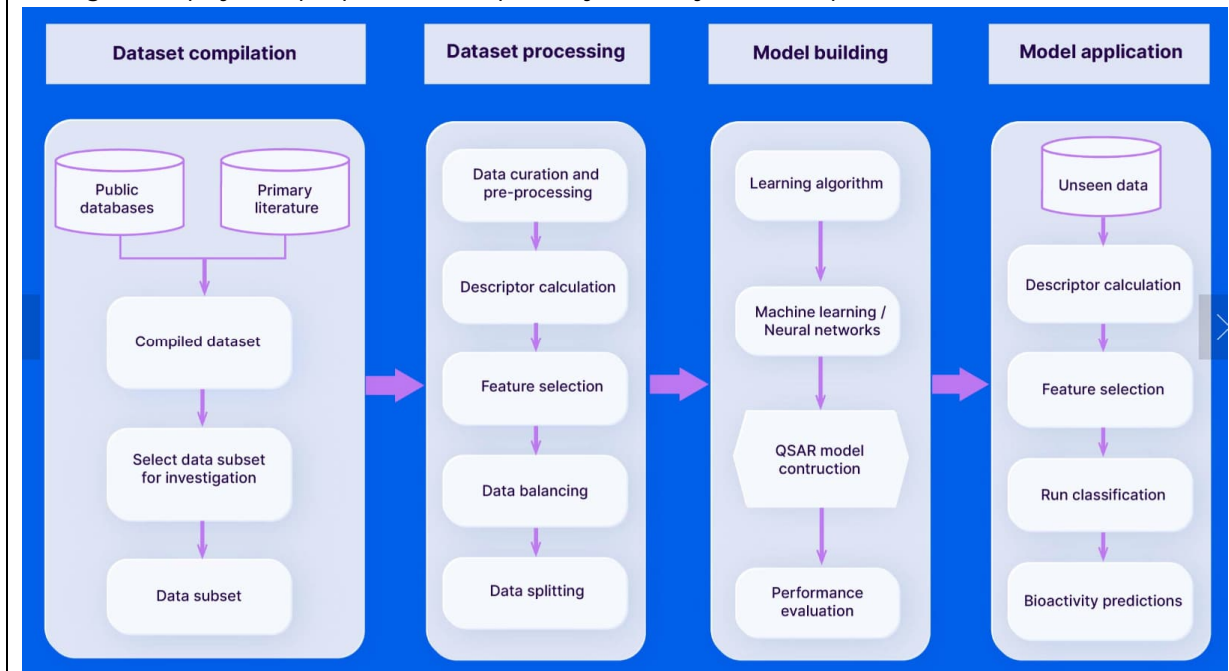 Dataset compilation
Public
databases
Primary
literature
Compiled dataset
Select data subset
for investigation
Data subset
Dataset processing
Data curation and
pre-processing
Descriptor calculation
Feature selection
Data balancing
Data splitting
Model building
Learning algorithm
Machine learning /
Neural networks
QSAR model
contruction
Performance
evaluation
Model application
Unseen data
Descriptor calculation
Feature selection
Run classification
Bioactivity predictions